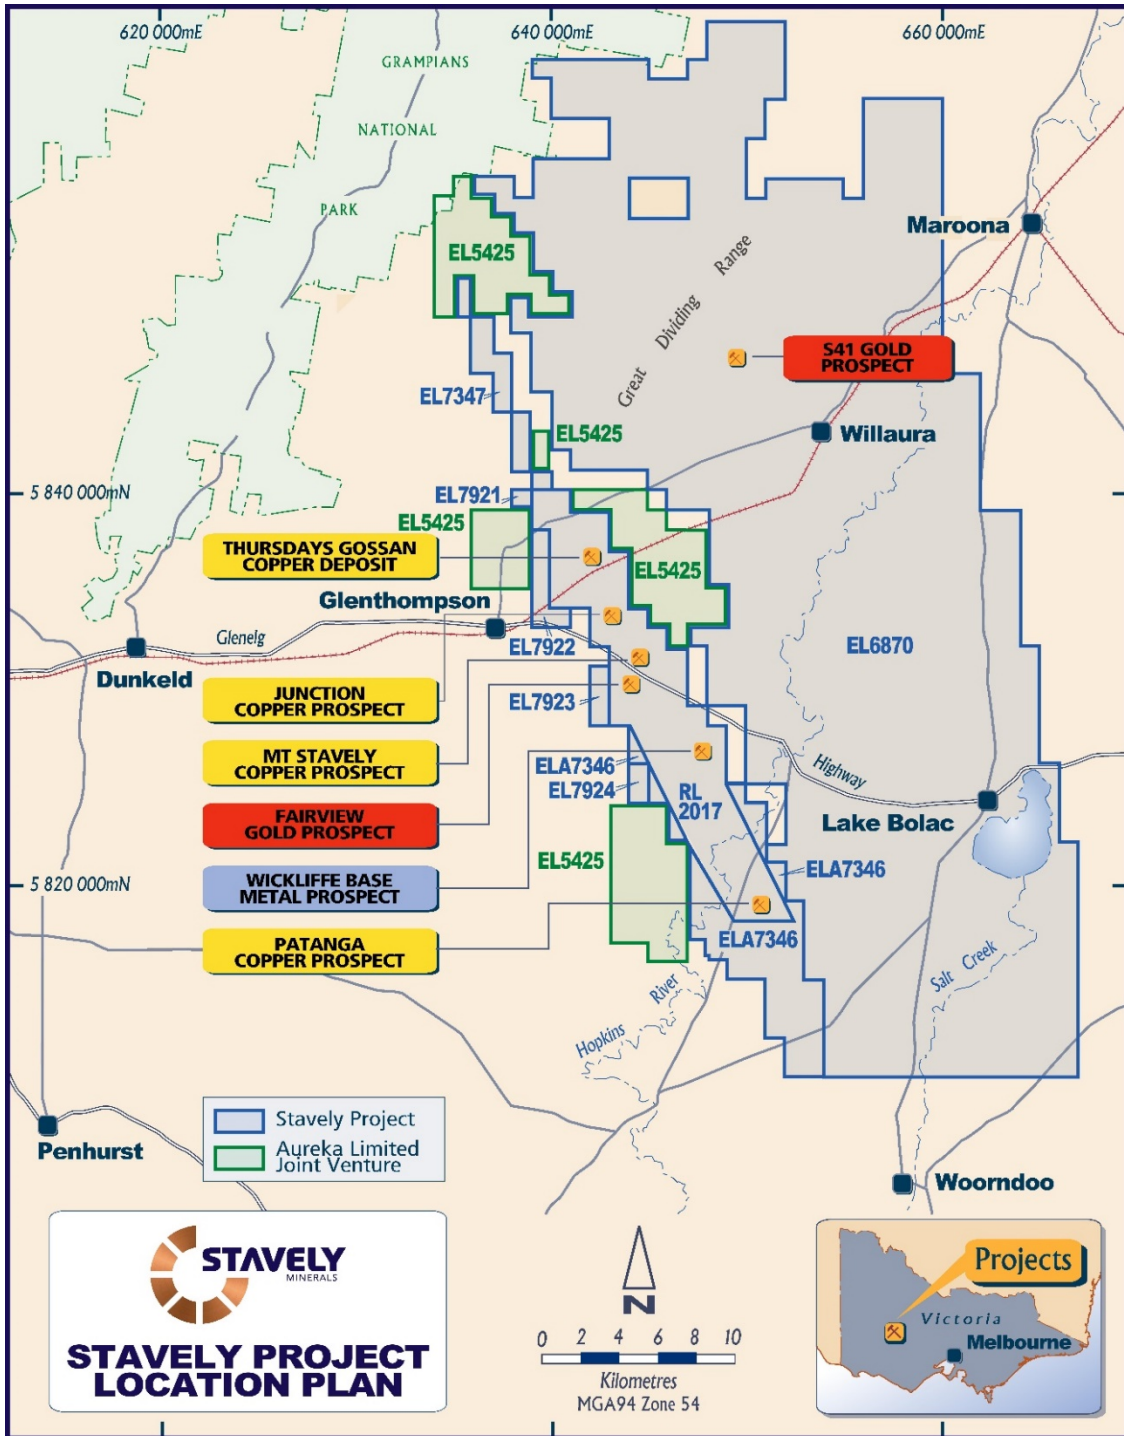 620 000mE
640 000mE
660 000mE
GRAMPIANS
NATIONAL
PARK
Maroona
EL5425
Great Dividing Range
S41 GOLD
PROSPECT
EL7347
EL5425
Willaura
5 840 000mN
EL7921
EL5425
THURSDAYS GOSSAN
COPPER DEPOSIT
EL5425
Glenthompson
Glenelg
EL7922
EL6870
Dunkeld
JUNCTION
COPPER PROSPECT
EL7923
MT STAVELY
COPPER PROSPECT
ELA7346
EL7924
RL
2017
Highway
FAIRVIEW
GOLD PROSPECT
Lake Bolac
EL5425
ELA7346
5 820 000mN
WICKLIFFE BASE
METAL PROSPECT
ELA7346
PATANGA
COPPER PROSPECT
Salt Creek
Hopkins River
Stavely Project
Aureka Limited
Joint Venture
Penhurst
Woorndoo
STAVELY
MINERALS
STAVELY PROJECT
LOCATION PLAN
N
0 2 4 6 8 10
Kilometres
MGA94 Zone 54
Projects
Victoria
Melbourne